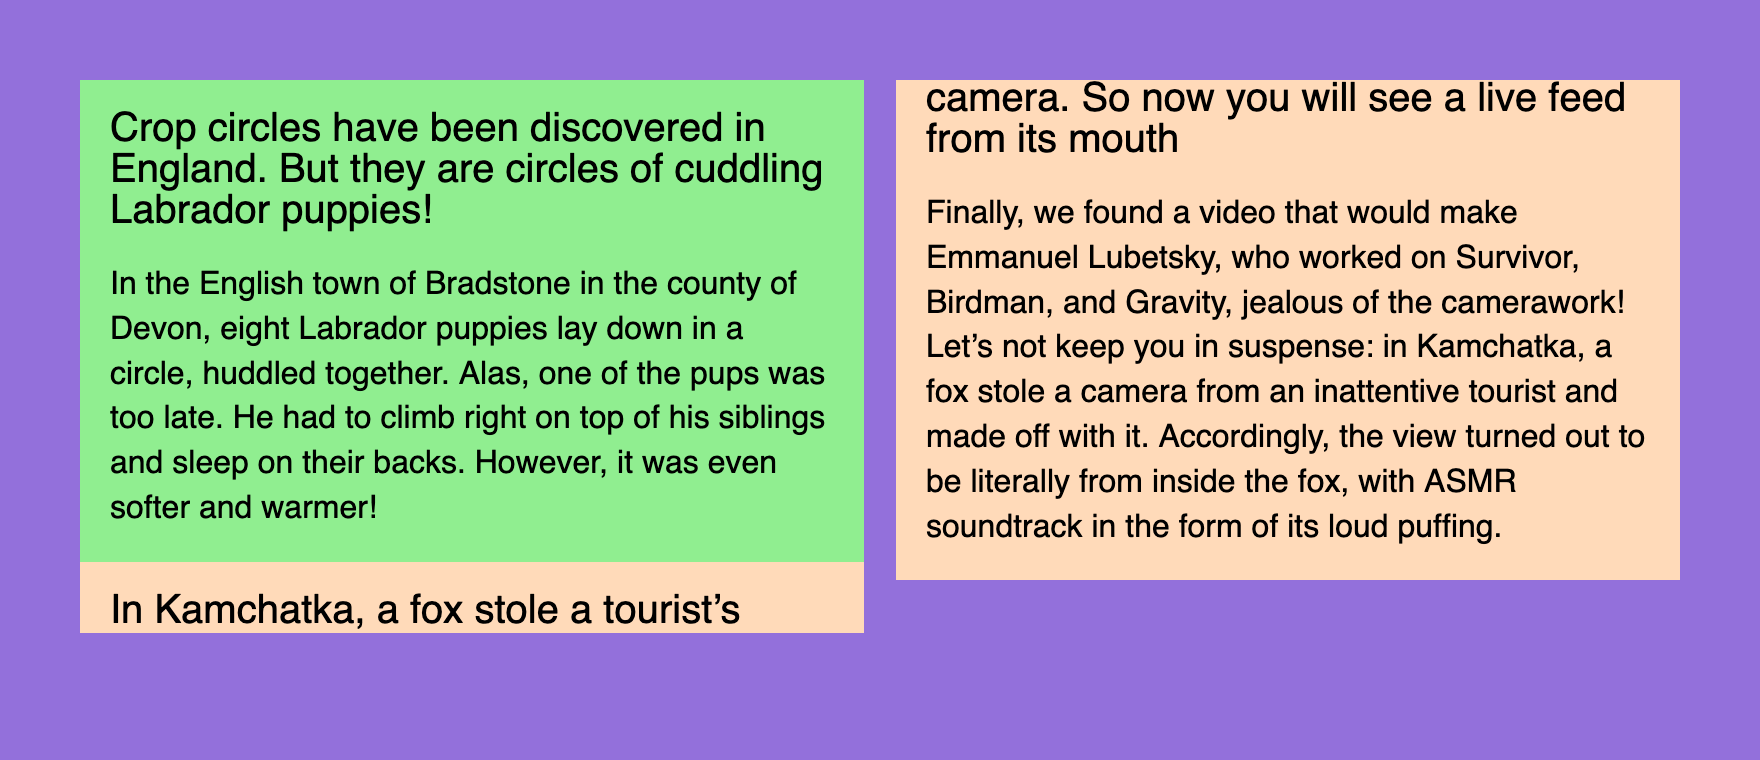 Crop circles have been discovered in
England. But they are circles of cuddling
Labrador puppies!
In the English town of Bradstone in the county of
Devon, eight Labrador puppies lay down in a
circle, huddled together. Alas, one of the pups was
too late. He had to climb right on top of his siblings
and sleep on their backs. However, it was even
softer and warmer!
In Kamchatka, a fox stole a tourist’s
camera. So now you will see a live feed
from its mouth
Finally, we found a video that would make
Emmanuel Lubetsky, who worked on Survivor,
Birdman, and Gravity, jealous of the camerawork!
Let’s not keep you in suspense: in Kamchatka, a
fox stole a camera from an inattentive tourist and
made off with it. Accordingly, the view turned out to
be literally from inside the fox, with ASMR
soundtrack in the form of its loud puffing.